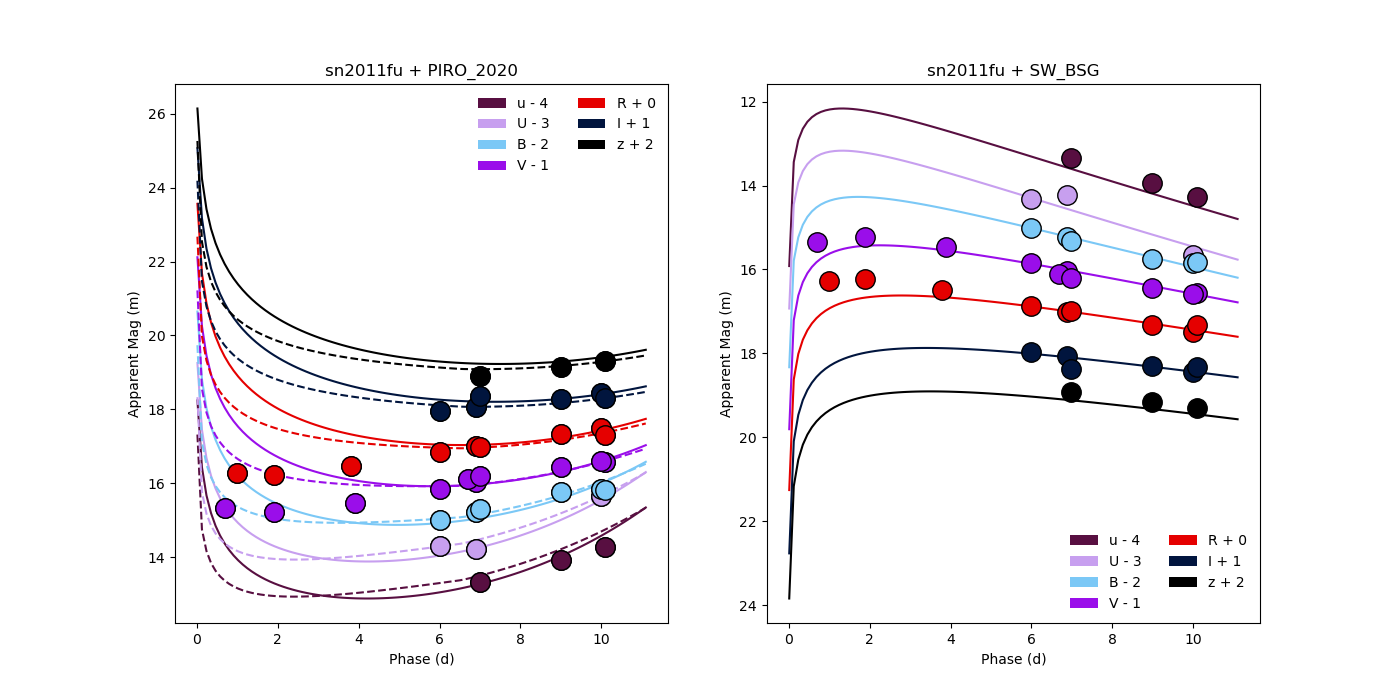 sn2011fu + PIRO_2020
26
24
22
20
18
16
14
Apparent Mag (m)
0 2 4 6 8 10
Phase (d)
u - 4
U - 3
B - 2
V - 1
R + 0
I + 1
z + 2
sn2011fu + SW_BSG
12
14
16
18
20
22
24
Apparent Mag (m)
0 2 4 6 8 10
Phase (d)
u - 4
U - 3
B - 2
V - 1
R + 0
I + 1
z + 2